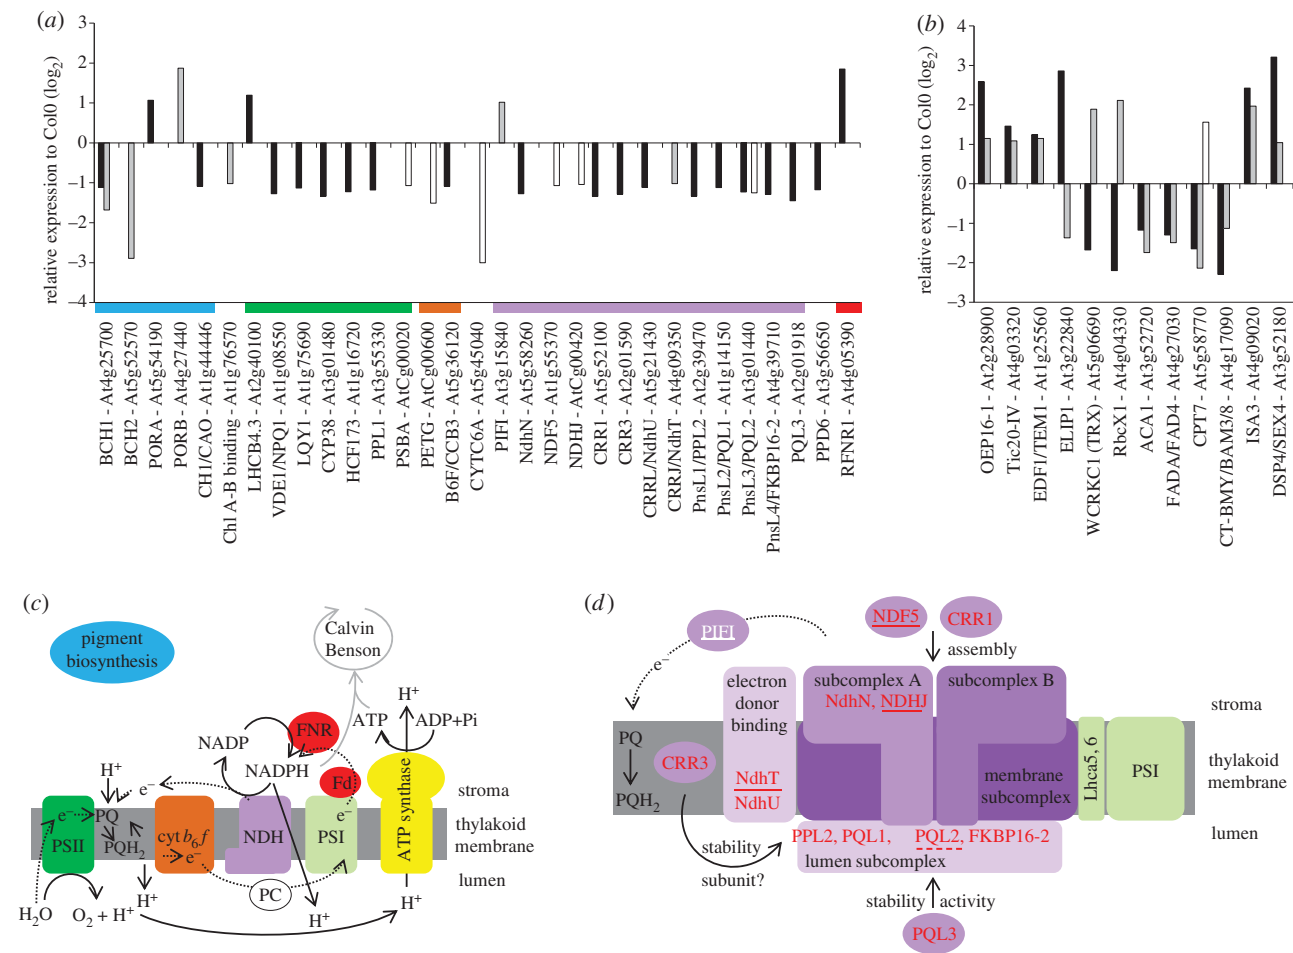 (a)
relative expression to Col0 (log2)
3
2
1
0
–1
–2
–3
–4
BCH1 - At4g25700
BCH2 - At5g52570
PORA - At5g54190
PORB - At4g27440
CH1/CAO - At1g44446
Chl A-B binding - At1g76570
LHCB4.3 - At2g40100
VDE1/NPQ1 - At1g08550
LQY1 - At1g75690
CYP38 - At3g01480
HCF173 - At1g16720
PPL1 - At3g55330
PSBA - AtCg00020
PETG - AtCg00600
B6F/CCB3 - At5g36120
CYTC6A - At5g45040
PIFI - At3g15840
NdhN - At5g58260
NDF5 - At1g55370
NDHJ - AtCg00420
CRR1 - At5g52100
CRR3 - At2g01590
CRRL/NdhU - At5g21430
CRRJ/NdhT - At4g09350
PnsL1/PPL2 - At2g39470
PnsL2/PQL1 - At1g14150
PnsL3/PQL2 - At3g01440
PnsL4/FKBP16-2 - At4g39710
PQL3 - At2g01918
PPD6 - At3g56650
RFNR1 - At4g05390
(b)
relative expression to Col0 (log2)
4
3
2
1
0
–1
–2
–3
OEP16-1 - At2g28900
Tic20-IV - At4g03320
EDF1/TEM1 - At1g25560
ELIP1 - At3g22840
WCRKC1 (TRX) - At5g06690
RbcX1 - At4g04330
ACA1 - At3g52720
FADA/FAD4 - At4g27030
CPT7 - At5g58770
CT-BMY/BAM3/8 - At4g17090
ISA3 - At4g09020
DSP4/SEX4 - At3g52180
(c)
pigment
biosynthesis
Calvin
Benson
H+
ATP
ADP+Pi
FNR
NADP
NADPH
Fd
H+
e–
stroma
thylakoid
membrane
lumen
PSII
e–
PQ
PQH2
cyt b6f
e–
NDH
PSI
e–
ATP synthase
PC
H2O
O2 + H+
H+
H+
H+
(d)
PIFI
NDF5
CRR1
e–
assembly
electron
donor
binding
subcomplex A
NdhN, NDHJ
subcomplex B
stroma
thylakoid
membrane
lumen
PQ
PQH2
CRR3
NdhT
NdhU
membrane
subcomplex
Lhca5, 6
PSI
PPL2, PQL1, PQL2, FKBP16-2
lumen subcomplex
stability
subunit?
stability
activity
PQL3